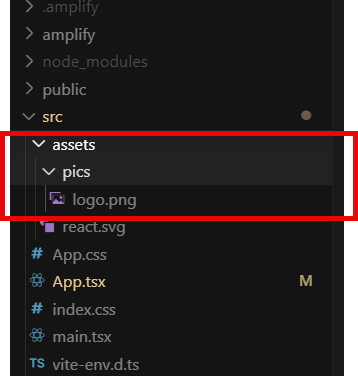 .amplify
amplify
node_modules
public
src
assets
pics
logo.png
react.svg
App.css
App.tsx M
index.css
main.tsx
vite-env.d.ts